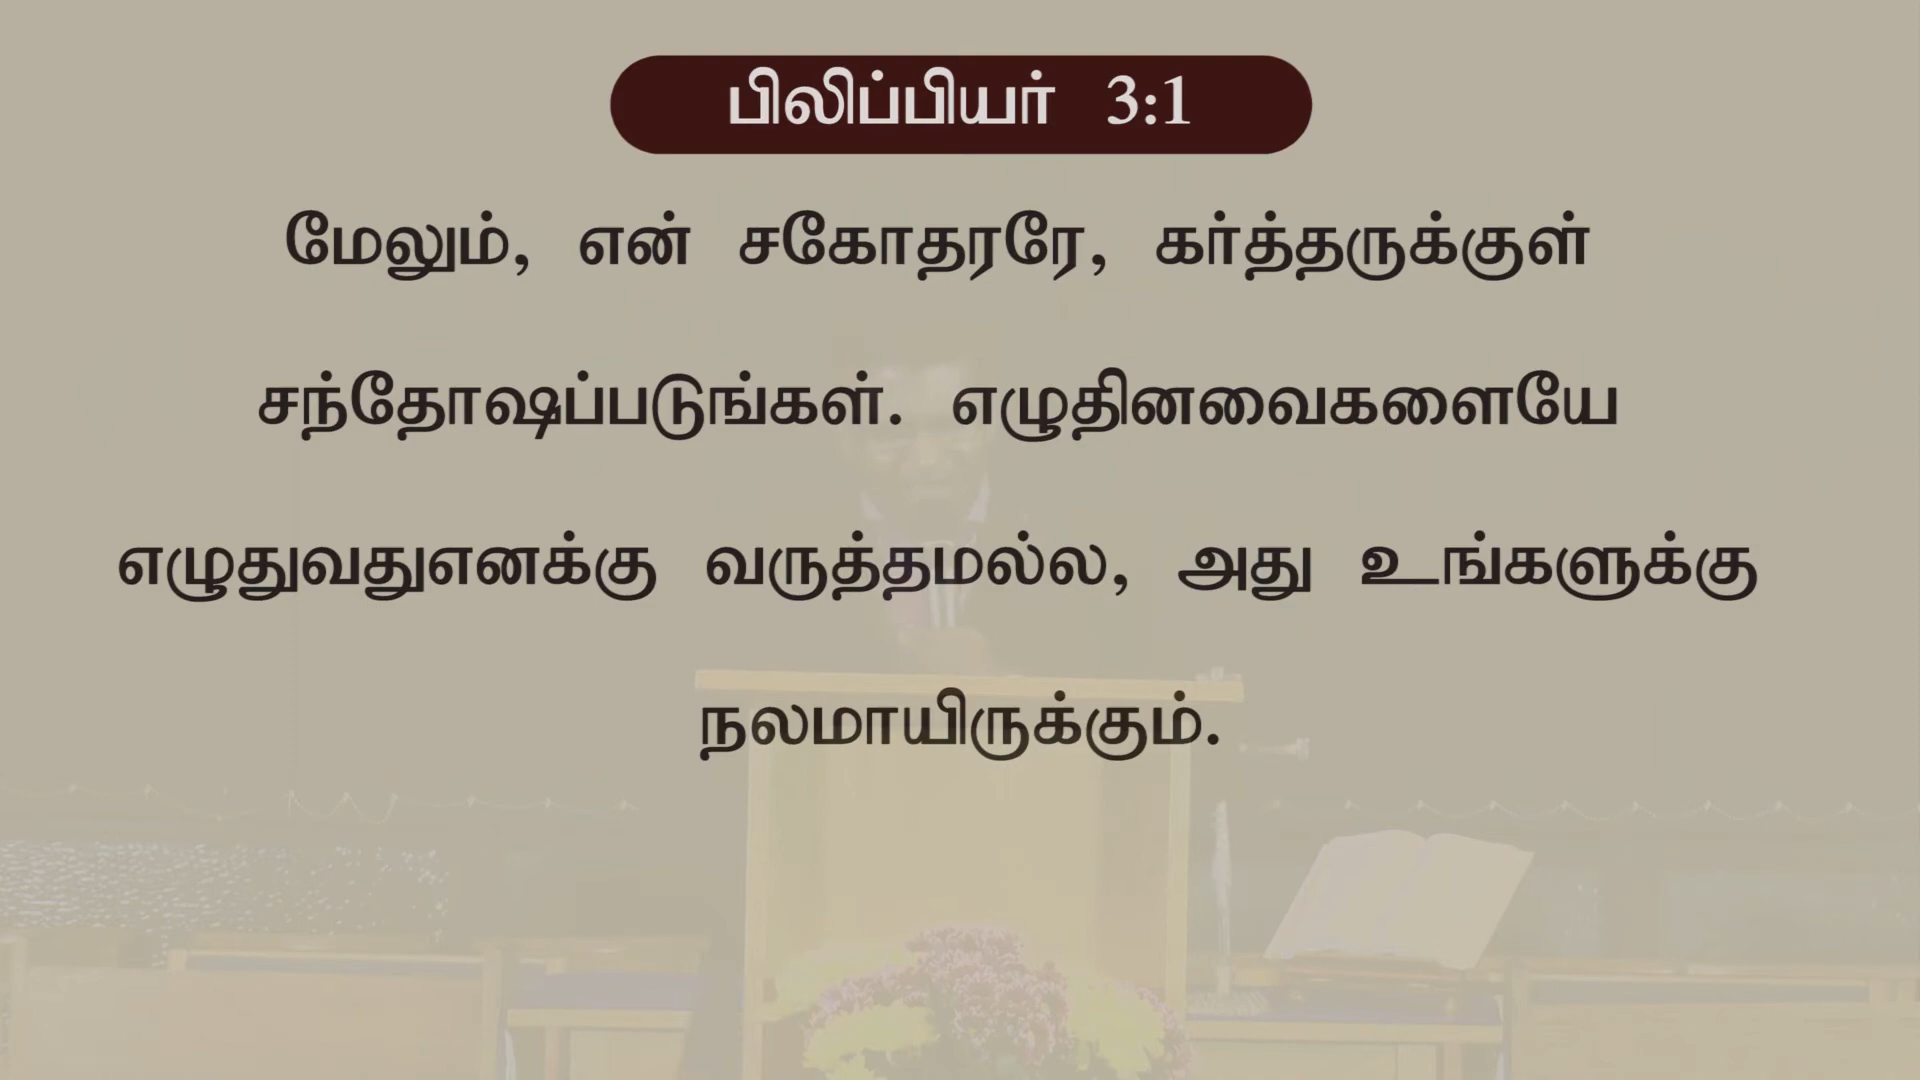 பிலிப்பியர் 3:1
மேலும், என் சகோதரரே, கர்த்தருக்குள்
சந்தோஷப்படுங்கள். எழுதினவைகளையே
எழுதுவதுஎனக்கு வருத்தமல்ல, அது உங்களுக்கு
நலமாயிருக்கும்.